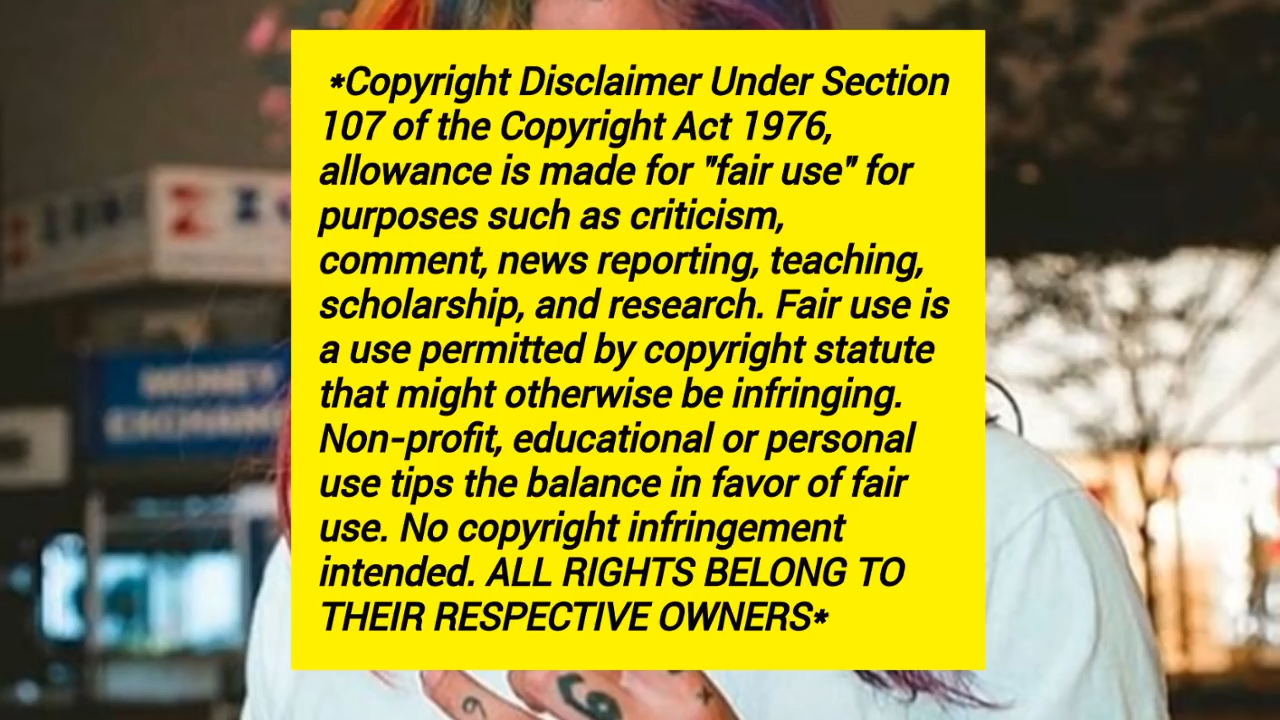 *Copyright Disclaimer Under Section
107 of the Copyright Act 1976,
allowance is made for "fair use" for
purposes such as criticism,
comment, news reporting, teaching,
scholarship, and research. Fair use is
a use permitted by copyright statute
that might otherwise be infringing.
Non-profit, educational or personal
use tips the balance in favor of fair
use. No copyright infringement
intended. ALL RIGHTS BELONG TO
THEIR RESPECTIVE OWNERS*
MONEY
EXCHANGE